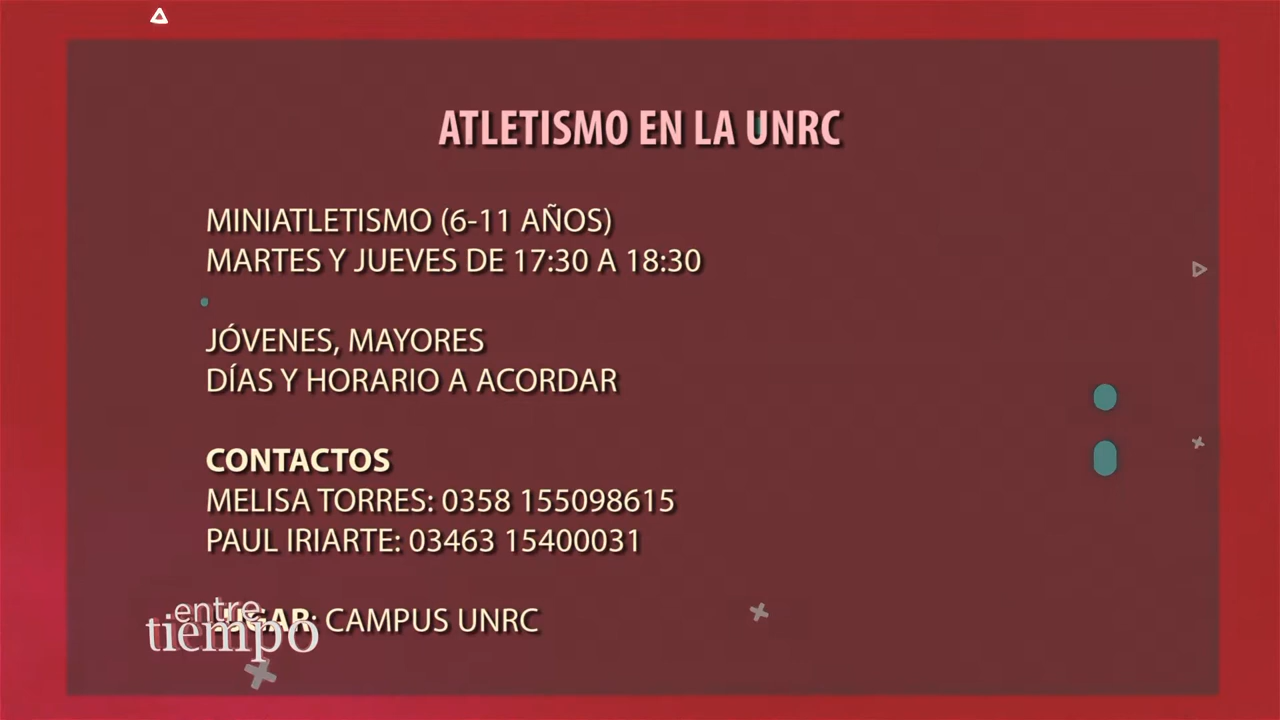 ATLETISMO EN LA UNRC
MINIATLETISMO (6-11 AÑOS)
MARTES Y JUEVES DE 17:30 A 18:30
JÓVENES, MAYORES
DÍAS Y HORARIO A ACORDAR
CONTACTOS
MELISA TORRES: 0358 155098615
PAUL IRIARTE: 03463 15400031
LUGAR: CAMPUS UNRC
entre
tiempo